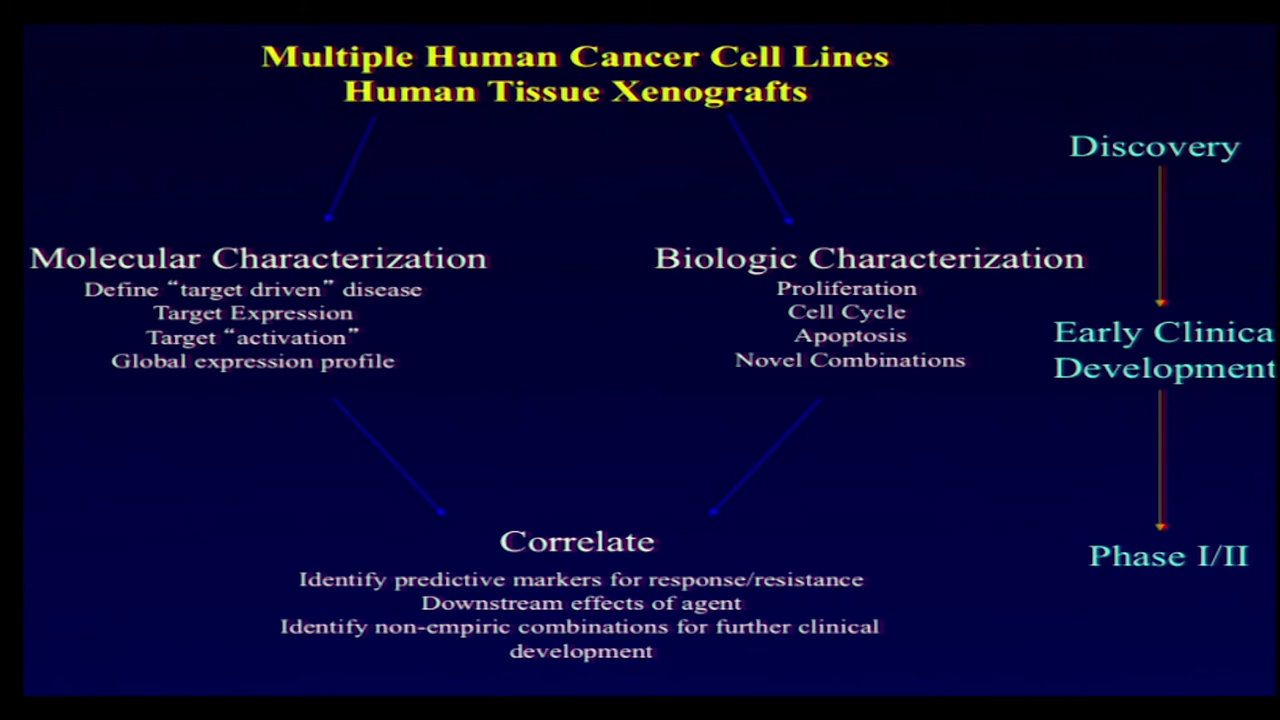 Multiple Human Cancer Cell Lines
Human Tissue Xenografts
Discovery
Molecular Characterization
Define “target driven” disease
Target Expression
Target “activation”
Global expression profile
Biologic Characterization
Proliferation
Cell Cycle
Apoptosis
Novel Combinations
Early Clinica
Development
Correlate
Identify predictive markers for response/resistance
Downstream effects of agent
Identify non-empiric combinations for further clinical
development
Phase I/II